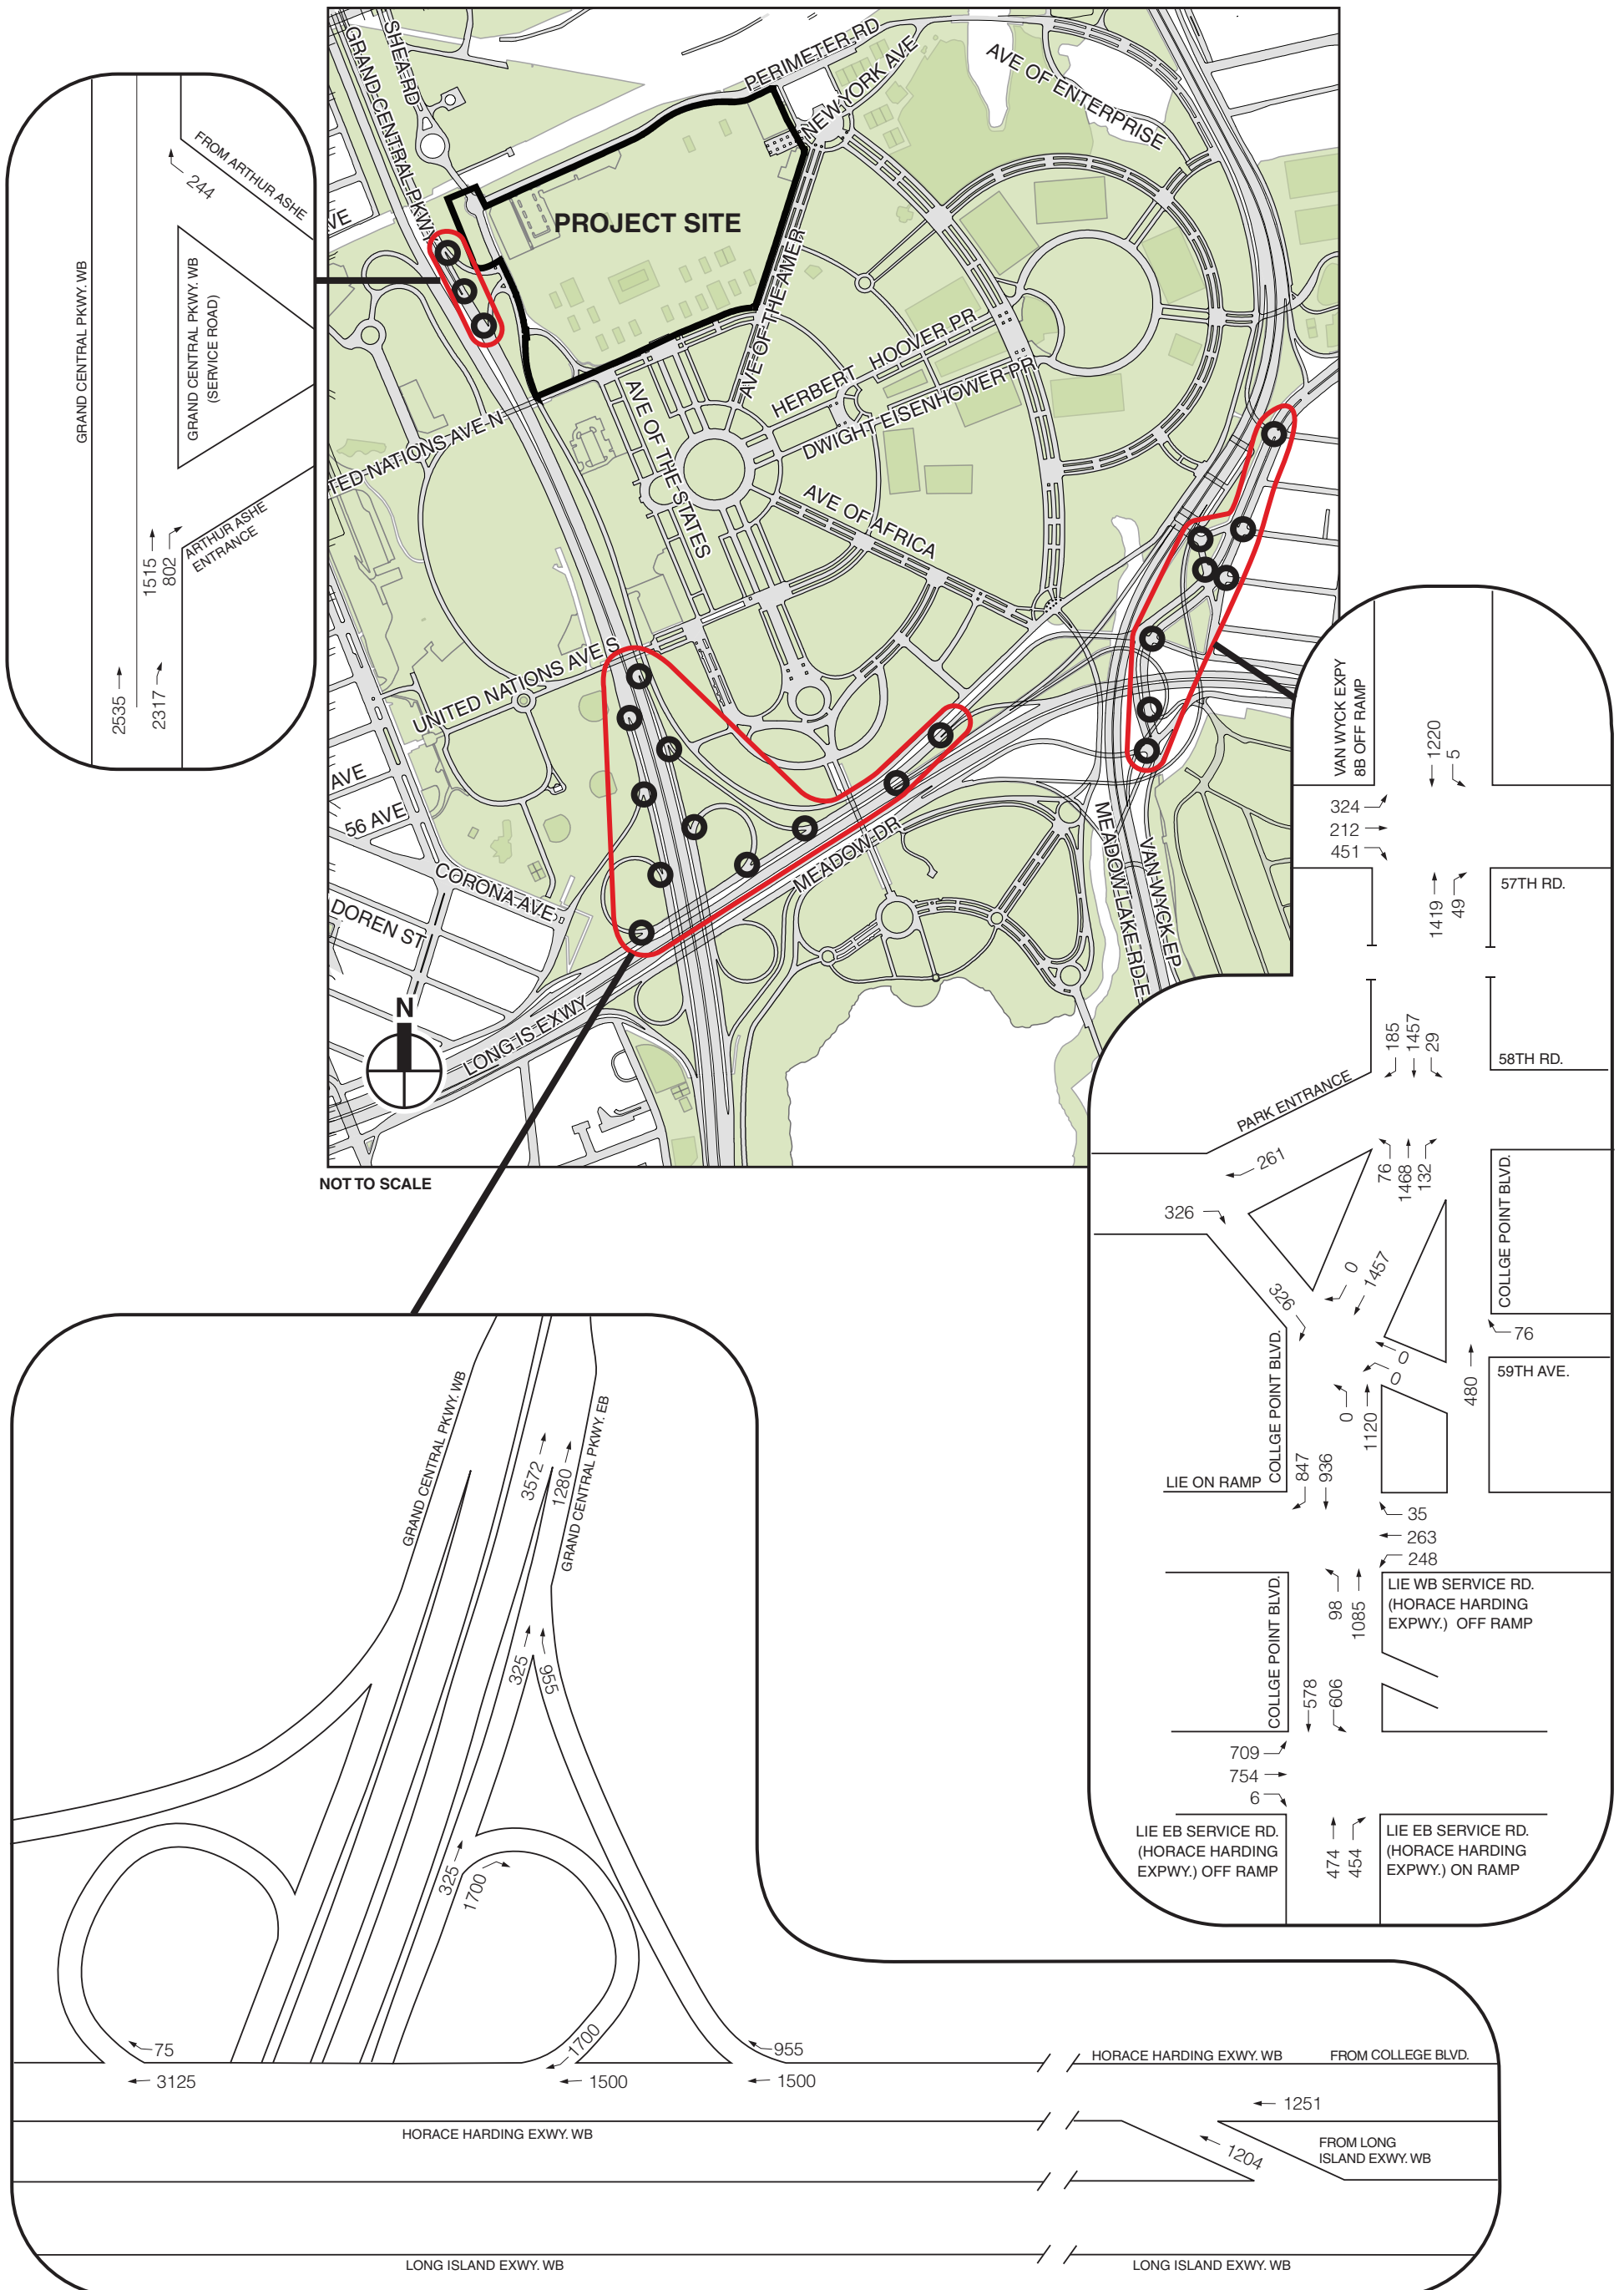 GRAND CENTRAL PKWY
SHEA RD
PERIMETER RD
NEW YORK AVE
AVE OF ENTERPRISE
VE
PROJECT SITE
AVE OF THE AMER
HERBERT HOOVER PR
DWIGHT EISENHOWER PR
TED NATIONS AVE N
AVE OF THE STATES
AVE OF AFRICA
UNITED NATIONS AVE S
AVE
56 AVE
CORONA AVE
DOREN ST
MEADOW DR
MEADOW LAKE RD E
VAN WYCK EP
LONG IS EXWY
N
NOT TO SCALE
FROM ARTHUR ASHE
244
GRAND CENTRAL PKWY. WB
GRAND CENTRAL PKWY. WB
(SERVICE ROAD)
1515
802
ARTHUR ASHE
ENTRANCE
2535
2317
VAN WYCK EXPY
8B OFF RAMP
1220
5
324
212
451
57TH RD.
1419
49
185
1457
29
58TH RD.
PARK ENTRANCE
261
76
1468
132
COLLGE POINT BLVD.
326
0
1457
326
76
0
0
59TH AVE.
480
COLLGE POINT BLVD.
0
1120
LIE ON RAMP
847
936
35
263
248
COLLGE POINT BLVD.
98
1085
LIE WB SERVICE RD.
(HORACE HARDING
EXPWY.) OFF RAMP
578
606
709
754
6
LIE EB SERVICE RD.
(HORACE HARDING
EXPWY.) OFF RAMP
474
454
LIE EB SERVICE RD.
(HORACE HARDING
EXPWY.) ON RAMP
GRAND CENTRAL PKWY. WB
3572
1280
GRAND CENTRAL PKWY. EB
325
955
325
1700
75
1700
955
3125
1500
1500
HORACE HARDING EXWY. WB
FROM COLLEGE BLVD.
1251
HORACE HARDING EXWY. WB
1204
FROM LONG
ISLAND EXWY. WB
LONG ISLAND EXWY. WB
LONG ISLAND EXWY. WB